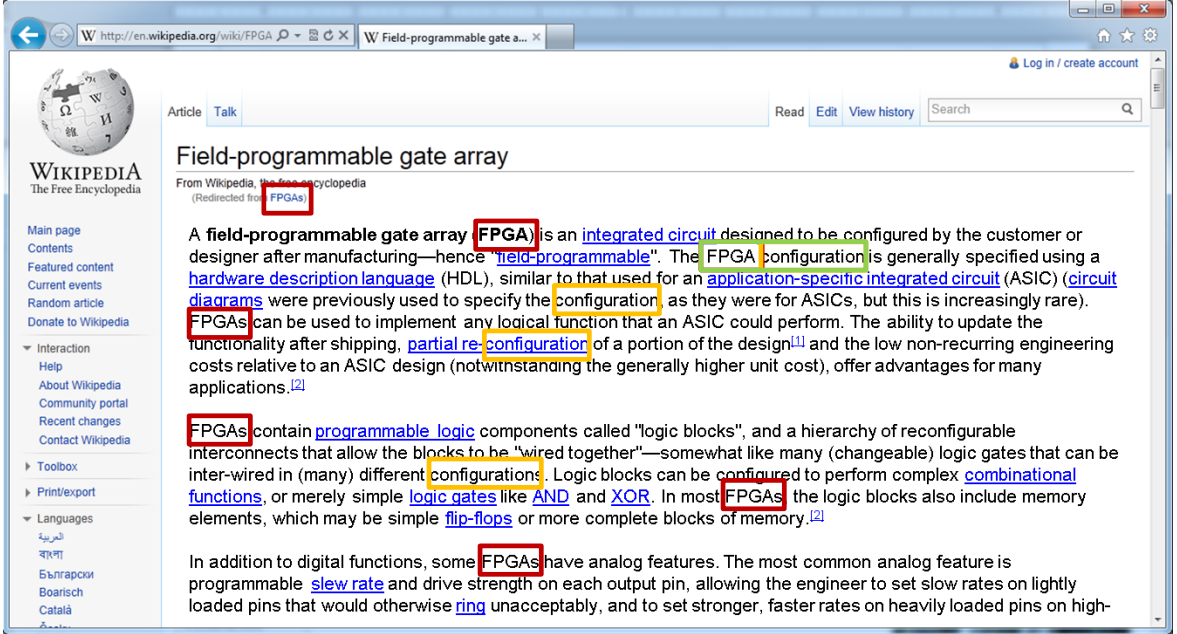 W http://en.wikipedia.org/wiki/FPGA
W Field-programmable gate a... ×
Log in / create account
Article Talk
Read Edit View history Search
WIKIPEDIA
The Free Encyclopedia
Field-programmable gate array
From Wikipedia, the free encyclopedia
(Redirected from FPGAs)
Main page
Contents
Featured content
Current events
Random article
Donate to Wikipedia
Interaction
Help
About Wikipedia
Community portal
Recent changes
Contact Wikipedia
Toolbox
Print/export
Languages
العربية
বাংলা
Български
Boarisch
Català
A field-programmable gate array (FPGA) is an integrated circuit designed to be configured by the customer or
designer after manufacturing—hence "field-programmable". The FPGA configuration is generally specified using a
hardware description language (HDL), similar to that used for an application-specific integrated circuit (ASIC) (circuit
diagrams were previously used to specify the configuration, as they were for ASICs, but this is increasingly rare).
FPGAs can be used to implement any logical function that an ASIC could perform. The ability to update the
functionality after shipping, partial re-configuration of a portion of the design[1] and the low non-recurring engineering
costs relative to an ASIC design (notwithstanding the generally higher unit cost), offer advantages for many
applications.[2]
FPGAs contain programmable logic components called "logic blocks", and a hierarchy of reconfigurable
interconnects that allow the blocks to be "wired together"—somewhat like many (changeable) logic gates that can be
inter-wired in (many) different configurations. Logic blocks can be configured to perform complex combinational
functions, or merely simple logic gates like AND and XOR. In most FPGAs, the logic blocks also include memory
elements, which may be simple flip-flops or more complete blocks of memory.[2]
In addition to digital functions, some FPGAs have analog features. The most common analog feature is
programmable slew rate and drive strength on each output pin, allowing the engineer to set slow rates on lightly
loaded pins that would otherwise ring unacceptably, and to set stronger, faster rates on heavily loaded pins on high-